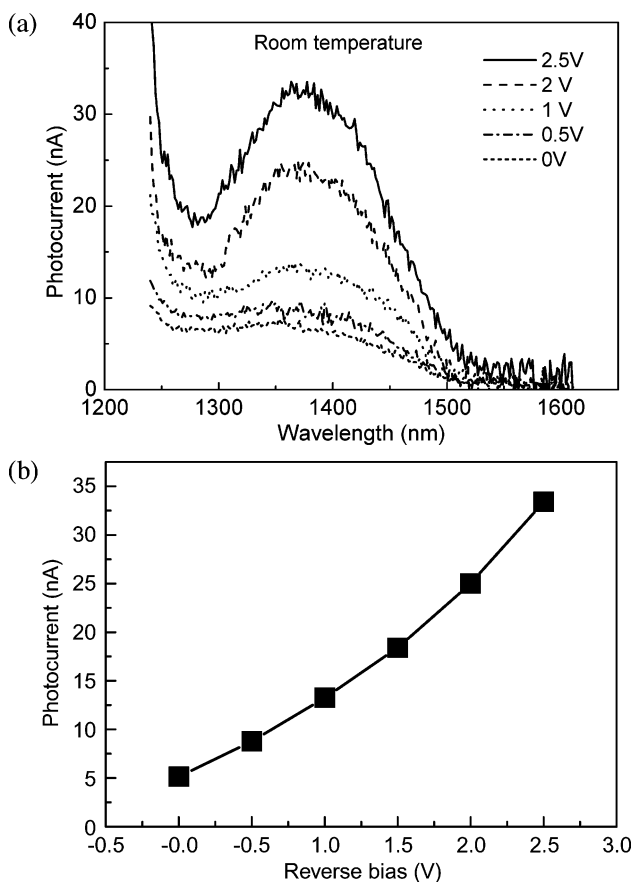 (a)
Room temperature
2.5V
2 V
1 V
0.5V
0V
40
30
20
10
0
Photocurrent (nA)
1200 1300 1400 1500 1600
Wavelength (nm)
(b)
35
30
25
20
15
10
5
0
Photocurrent (nA)
-0.5 -0.0 -0.5 1.0 1.5 2.0 2.5 3.0
Reverse bias (V)